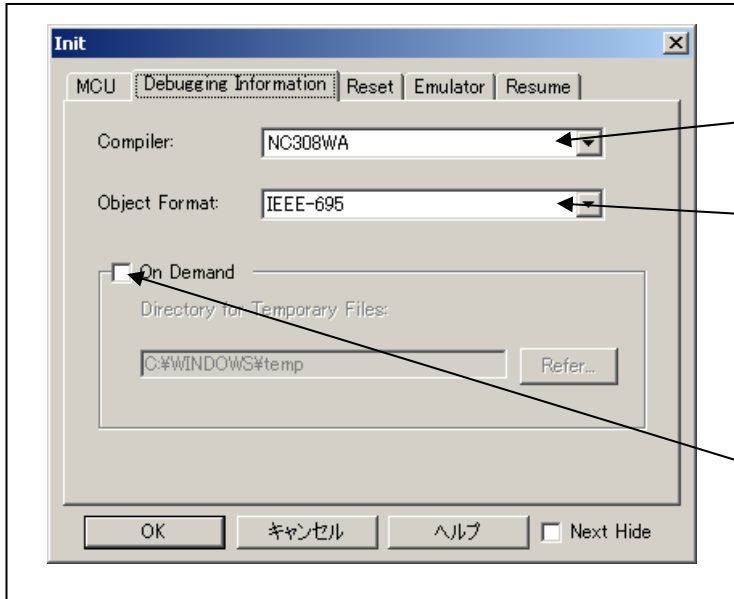 Init
MCU Debugging Information Reset Emulator Resume
Compiler: NC308WA
Object Format: IEEE-695
On Demand
Directory for Temporary Files:
C:¥WINDOWS¥temp Refer...
OK キャンセル ヘルプ Next Hide